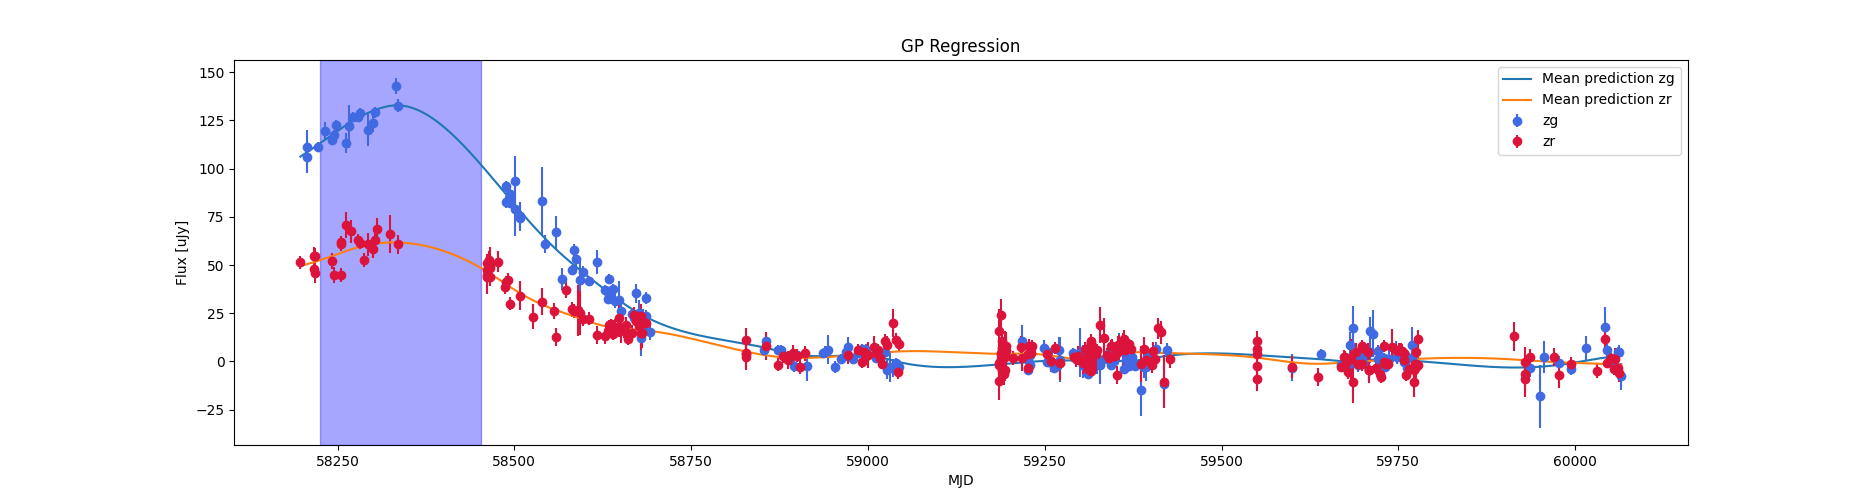 GP Regression
Mean prediction zg
Mean prediction zr
zg
zr
Flux [uJy]
150
125
100
75
50
25
0
−25
58250 58500 58750 59000 59250 59500 59750 60000
MJD